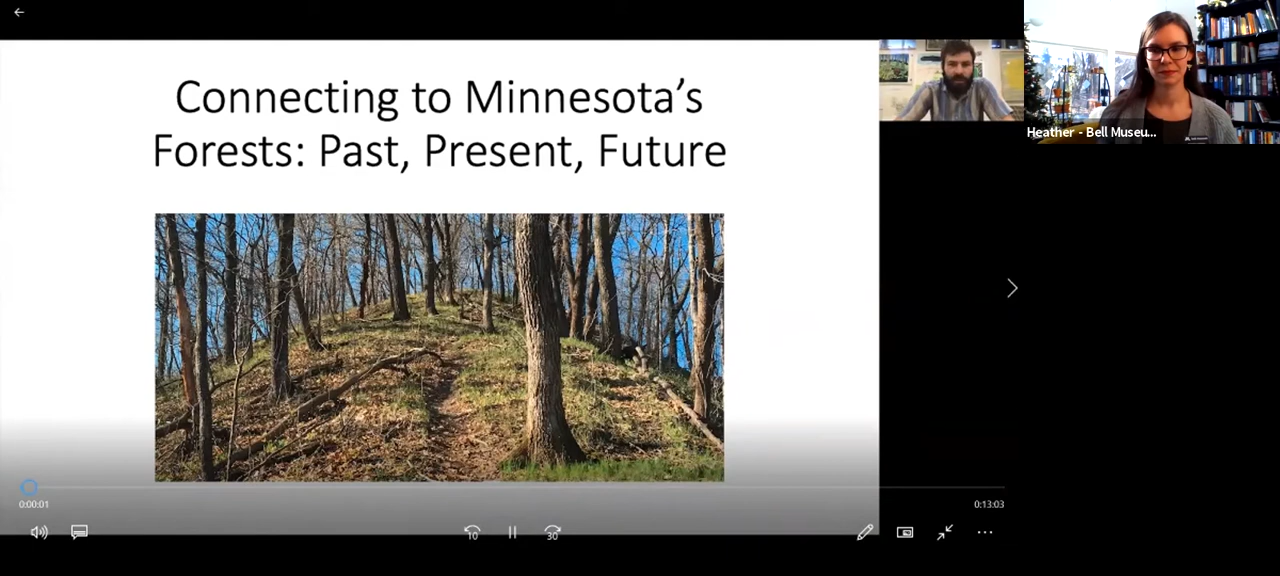 Connecting to Minnesota's
Forests: Past, Present, Future
Heather - Bell Museu...
0:00:01
0:13:03
10
30